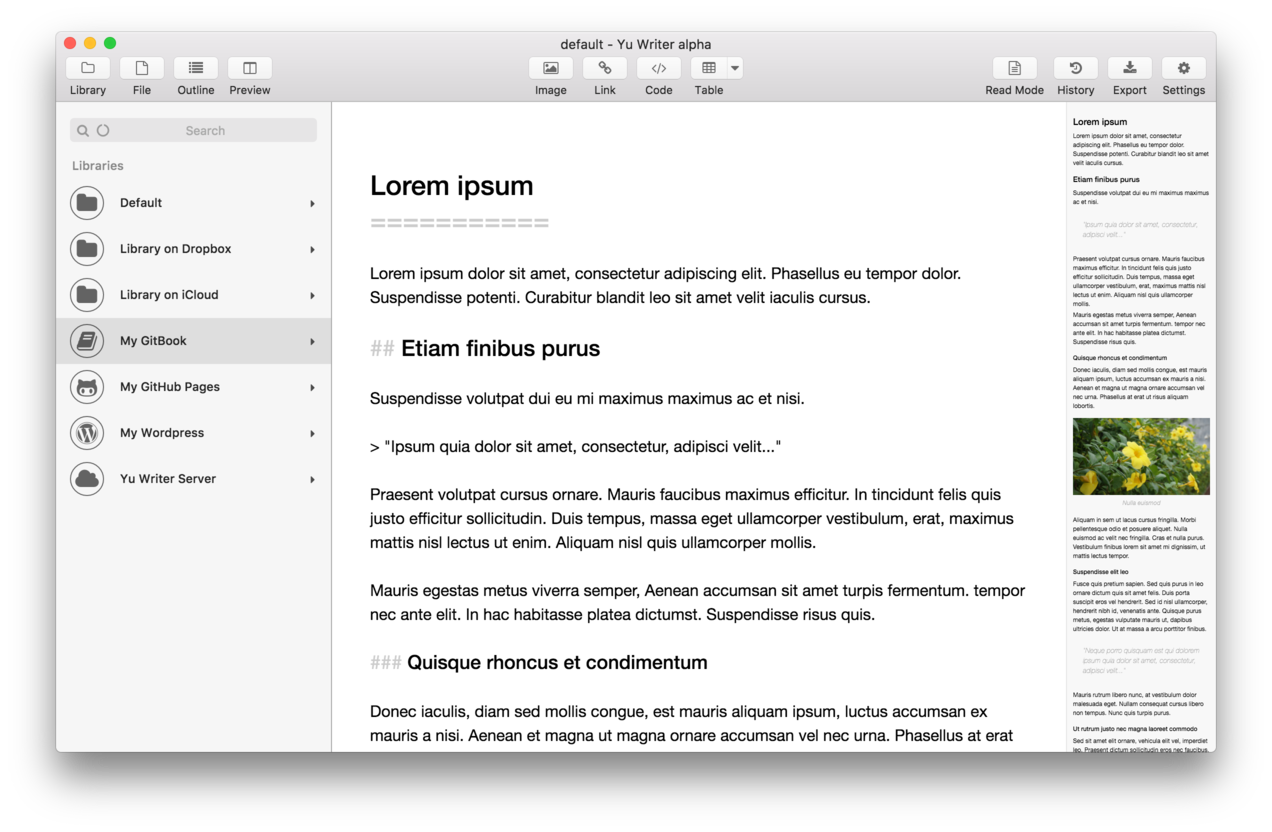 default - Yu Writer alpha
Library
File
Outline
Preview
Image
Link
Code
Table
Read Mode
History
Export
Settings
Search
Libraries
Default
Library on Dropbox
Library on iCloud
My GitBook
My GitHub Pages
My Wordpress
Yu Writer Server
Lorem ipsum
===========
Lorem ipsum dolor sit amet, consectetur adipiscing elit. Phasellus eu tempor dolor.
Suspendisse potenti. Curabitur blandit leo sit amet velit iaculis cursus.
## Etiam finibus purus
Suspendisse volutpat dui eu mi maximus maximus ac et nisi.
> "Ipsum quia dolor sit amet, consectetur, adipisci velit..."
Praesent volutpat cursus ornare. Mauris faucibus maximus efficitur. In tincidunt felis quis
justo efficitur sollicitudin. Duis tempus, massa eget ullamcorper vestibulum, erat, maximus
mattis nisl lectus ut enim. Aliquam nisl quis ullamcorper mollis.
Mauris egestas metus viverra semper, Aenean accumsan sit amet turpis fermentum. tempor
nec ante elit. In hac habitasse platea dictumst. Suspendisse risus quis.
### Quisque rhoncus et condimentum
Donec iaculis, diam sed mollis congue, est mauris aliquam ipsum, luctus accumsan ex
mauris a nisi. Aenean et magna ut magna ornare accumsan vel nec urna. Phasellus at erat
Lorem ipsum
Lorem ipsum dolor sit amet, consectetur
adipiscing elit. Phasellus eu tempor dolor.
Suspendisse potenti. Curabitur blandit leo sit amet
velit iaculis cursus.
Etiam finibus purus
Suspendisse volutpat dui eu mi maximus maximus
ac et nisi.
"Ipsum quia dolor sit amet, consectetur,
adipisci velit..."
Praesent volutpat cursus ornare. Mauris faucibus
maximus efficitur. In tincidunt felis quis justo
efficitur sollicitudin. Duis tempus, massa eget
ullamcorper vestibulum, erat, maximus mattis nisl
lectus ut enim. Aliquam nisl quis ullamcorper
mollis.
Mauris egestas metus viverra semper, Aenean
accumsan sit amet turpis fermentum. tempor nec
ante elit. In hac habitasse platea dictumst.
Suspendisse risus quis.
Quisque rhoncus et condimentum
Donec iaculis, diam sed mollis congue, est mauris
aliquam ipsum, luctus accumsan ex mauris a nisi.
Aenean et magna ut magna ornare accumsan vel
nec urna. Phasellus at erat ut risus aliquam
lobortis.
Nulla euismod
Aliquam in sem ut lacus cursus fringilla. Morbi
pellentesque odio et posuere aliquet. Nulla
euismod ac velit nec fringilla. Cras et nulla purus.
Vestibulum finibus lorem sit amet mi dignissim, ut
mattis lectus tempor.
Suspendisse elit leo
Fusce quis pretium sapien. Sed quis purus in leo
ornare dictum quis sit amet felis. Duis porta
suscipit eros vel hendrerit. Sed id nisl ullamcorper,
hendrerit nibh id, venenatis ante. Quisque purus
metus, egestas vulputate mauris ut, dapibus
ultricies dolor. Ut at massa a arcu porttitor finibus.
"Neque porro quisquam est qui dolorem
ipsum quia dolor sit amet, consectetur,
adipisci velit..."
Mauris rutrum libero nunc, at vestibulum dolor
malesuada eget. Nullam consequat cursus libero
non tempus. Nunc quis turpis purus.
Ut rutrum justo nec magna laoreet commodo
Sed sit amet elit ornare, vehicula elit vel, imperdiet
leo. Praesent dictum sollicitudin eros nec faucibus.